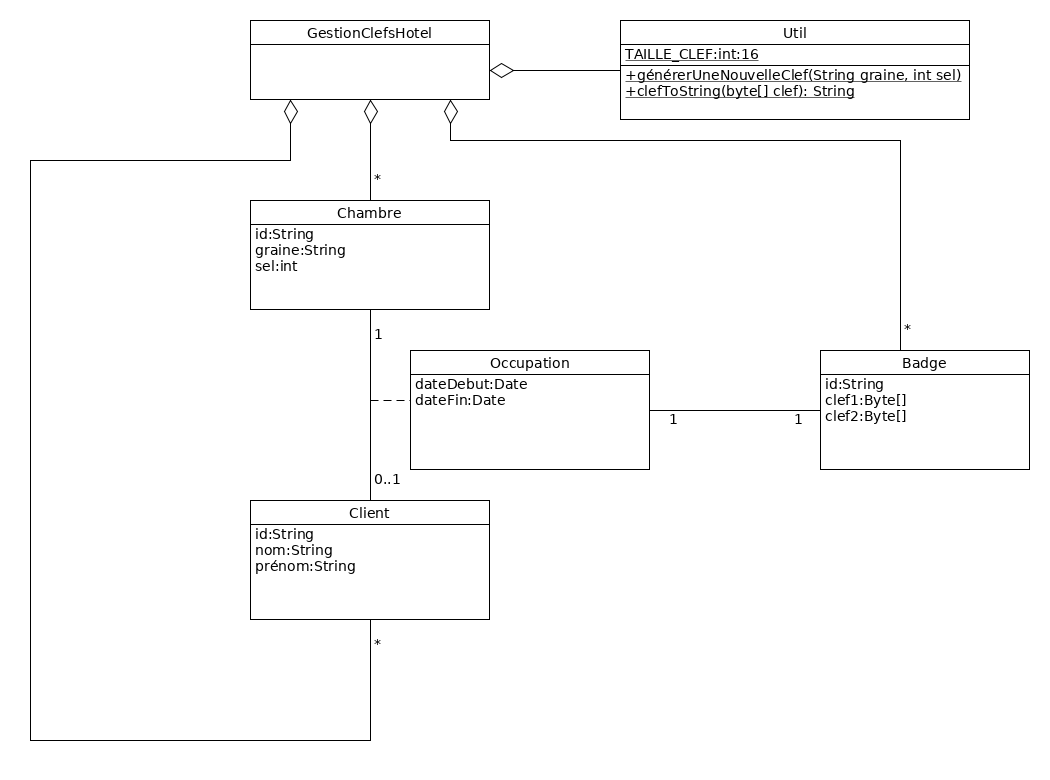 GestionClefsHotel
Util
TAILLE_CLEF:int:16
+générerUneNouvelleClef(String graine, int sel)
+clefToString(byte[] clef): String
*
Chambre
id:String
graine:String
sel:int
1
*
Occupation
dateDebut:Date
dateFin:Date
1
1
Badge
id:String
clef1:Byte[]
clef2:Byte[]
0..1
Client
id:String
nom:String
prénom:String
*